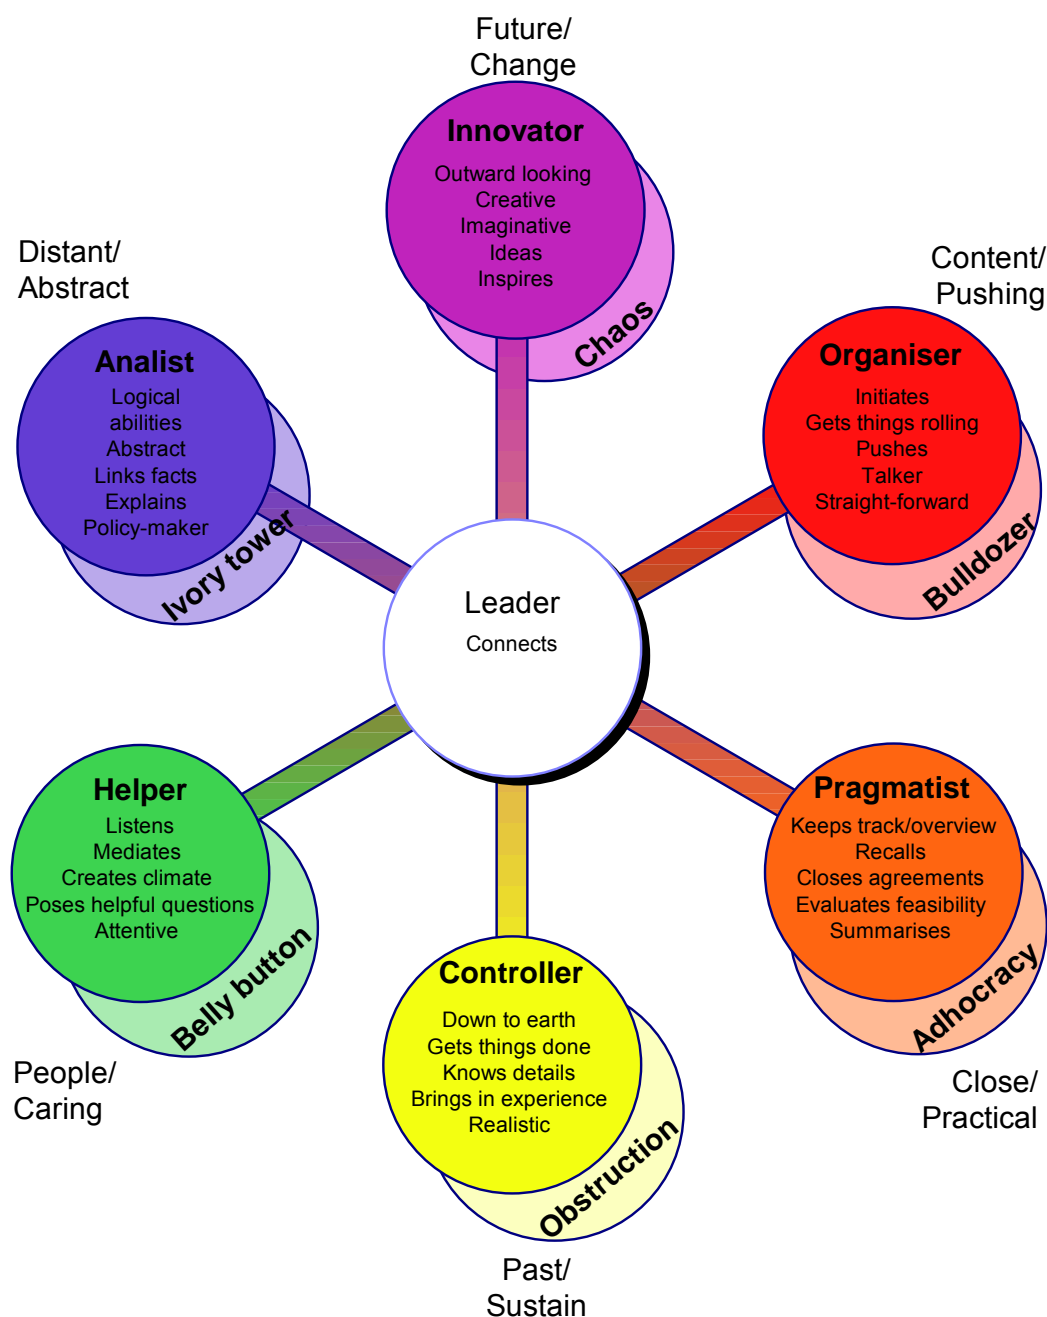 Future/
Change
Innovator
Outward looking
Creative
Imaginative
Ideas
Inspires
Chaos
Distant/
Abstract
Analist
Logical
abilities
Abstract
Links facts
Explains
Policy-maker
Ivory tower
Content/
Pushing
Organiser
Initiates
Gets things rolling
Pushes
Talker
Straight-forward
Bulldozer
Leader
Connects
Helper
Listens
Mediates
Creates climate
Poses helpful questions
Attentive
Belly button
People/
Caring
Controller
Down to earth
Gets things done
Knows details
Brings in experience
Realistic
Obstruction
Past/
Sustain
Pragmatist
Keeps track/overview
Recalls
Closes agreements
Evaluates feasibility
Summarises
Adhocracy
Close/
Practical